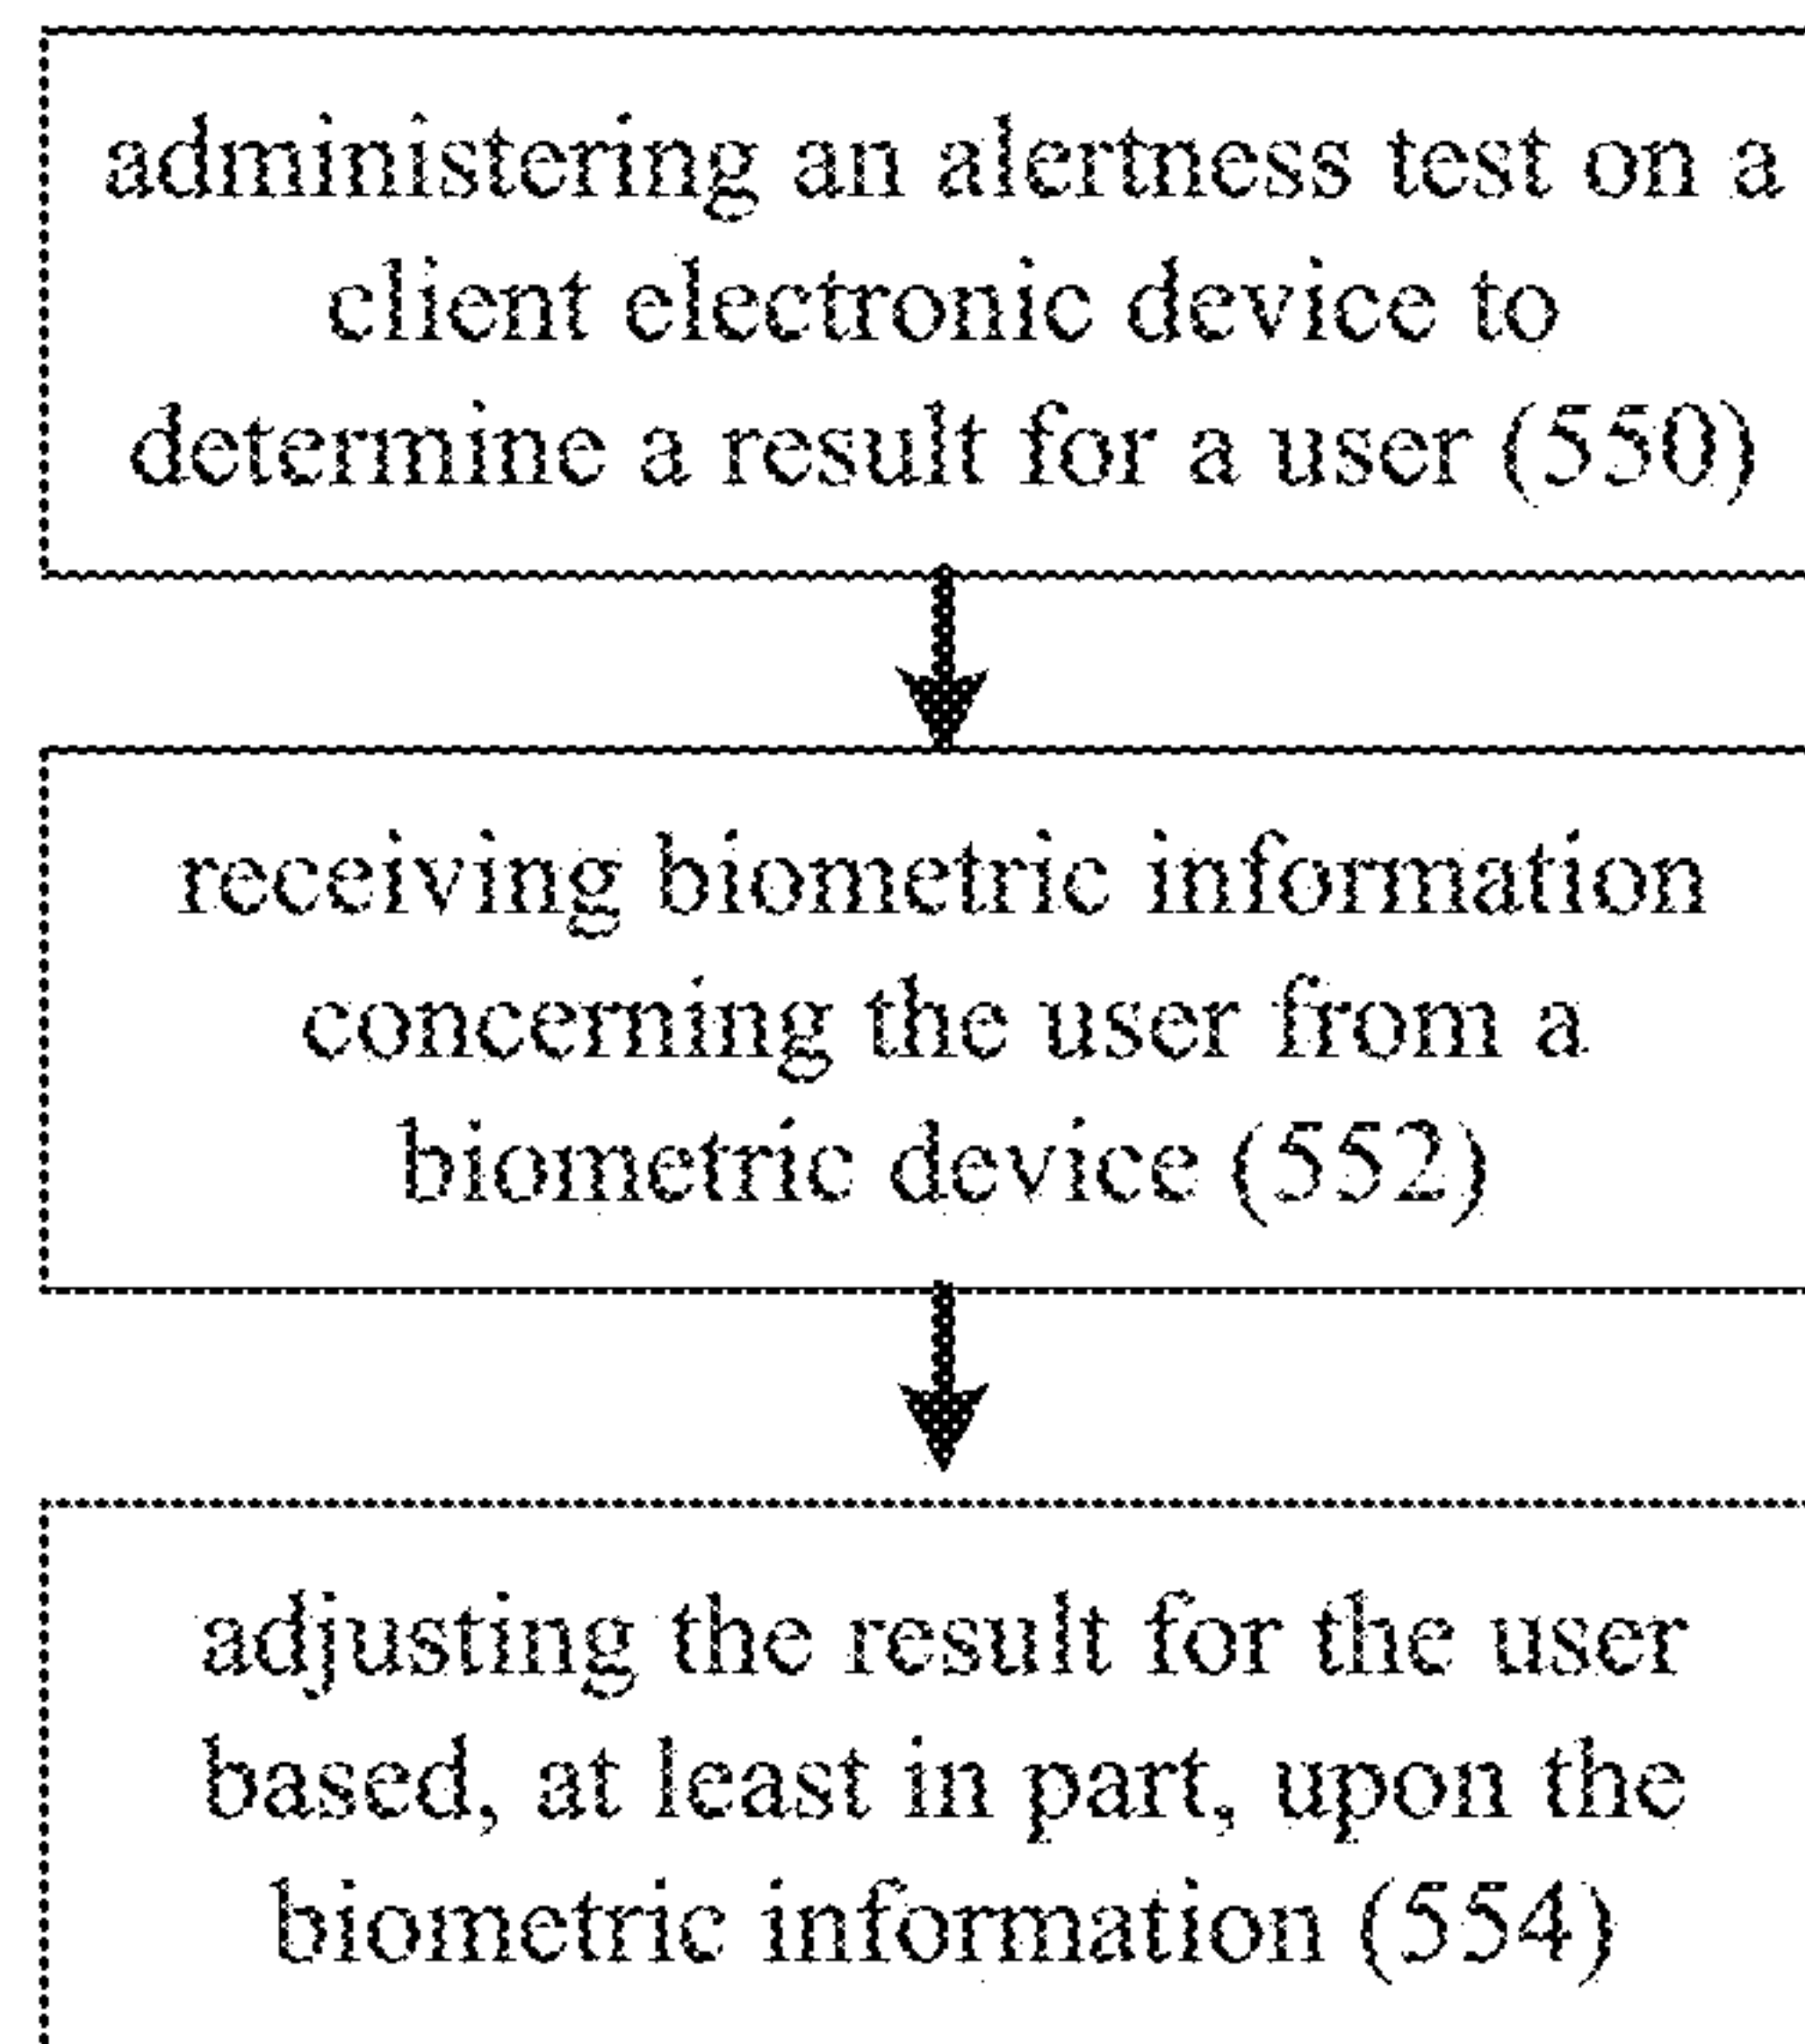 administering an alertness test on a
client electronic device to
determine a result for a user (550)
receiving biometric information
concerning the user from a
biometric device (552)
adjusting the result for the user
based, at least in part, upon the
biometric information (554)